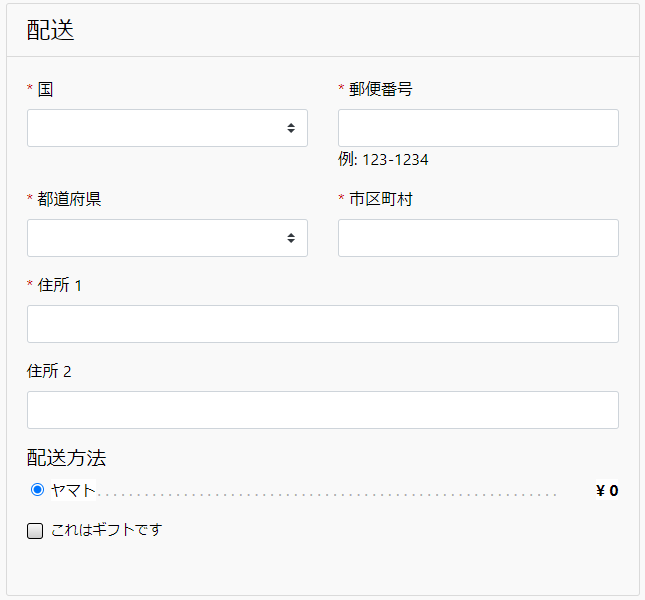 配送
* 国
* 郵便番号
例: 123-1234
* 都道府県
* 市区町村
* 住所 1
住所 2
配送方法
ヤマト ¥ 0
これはギフトです